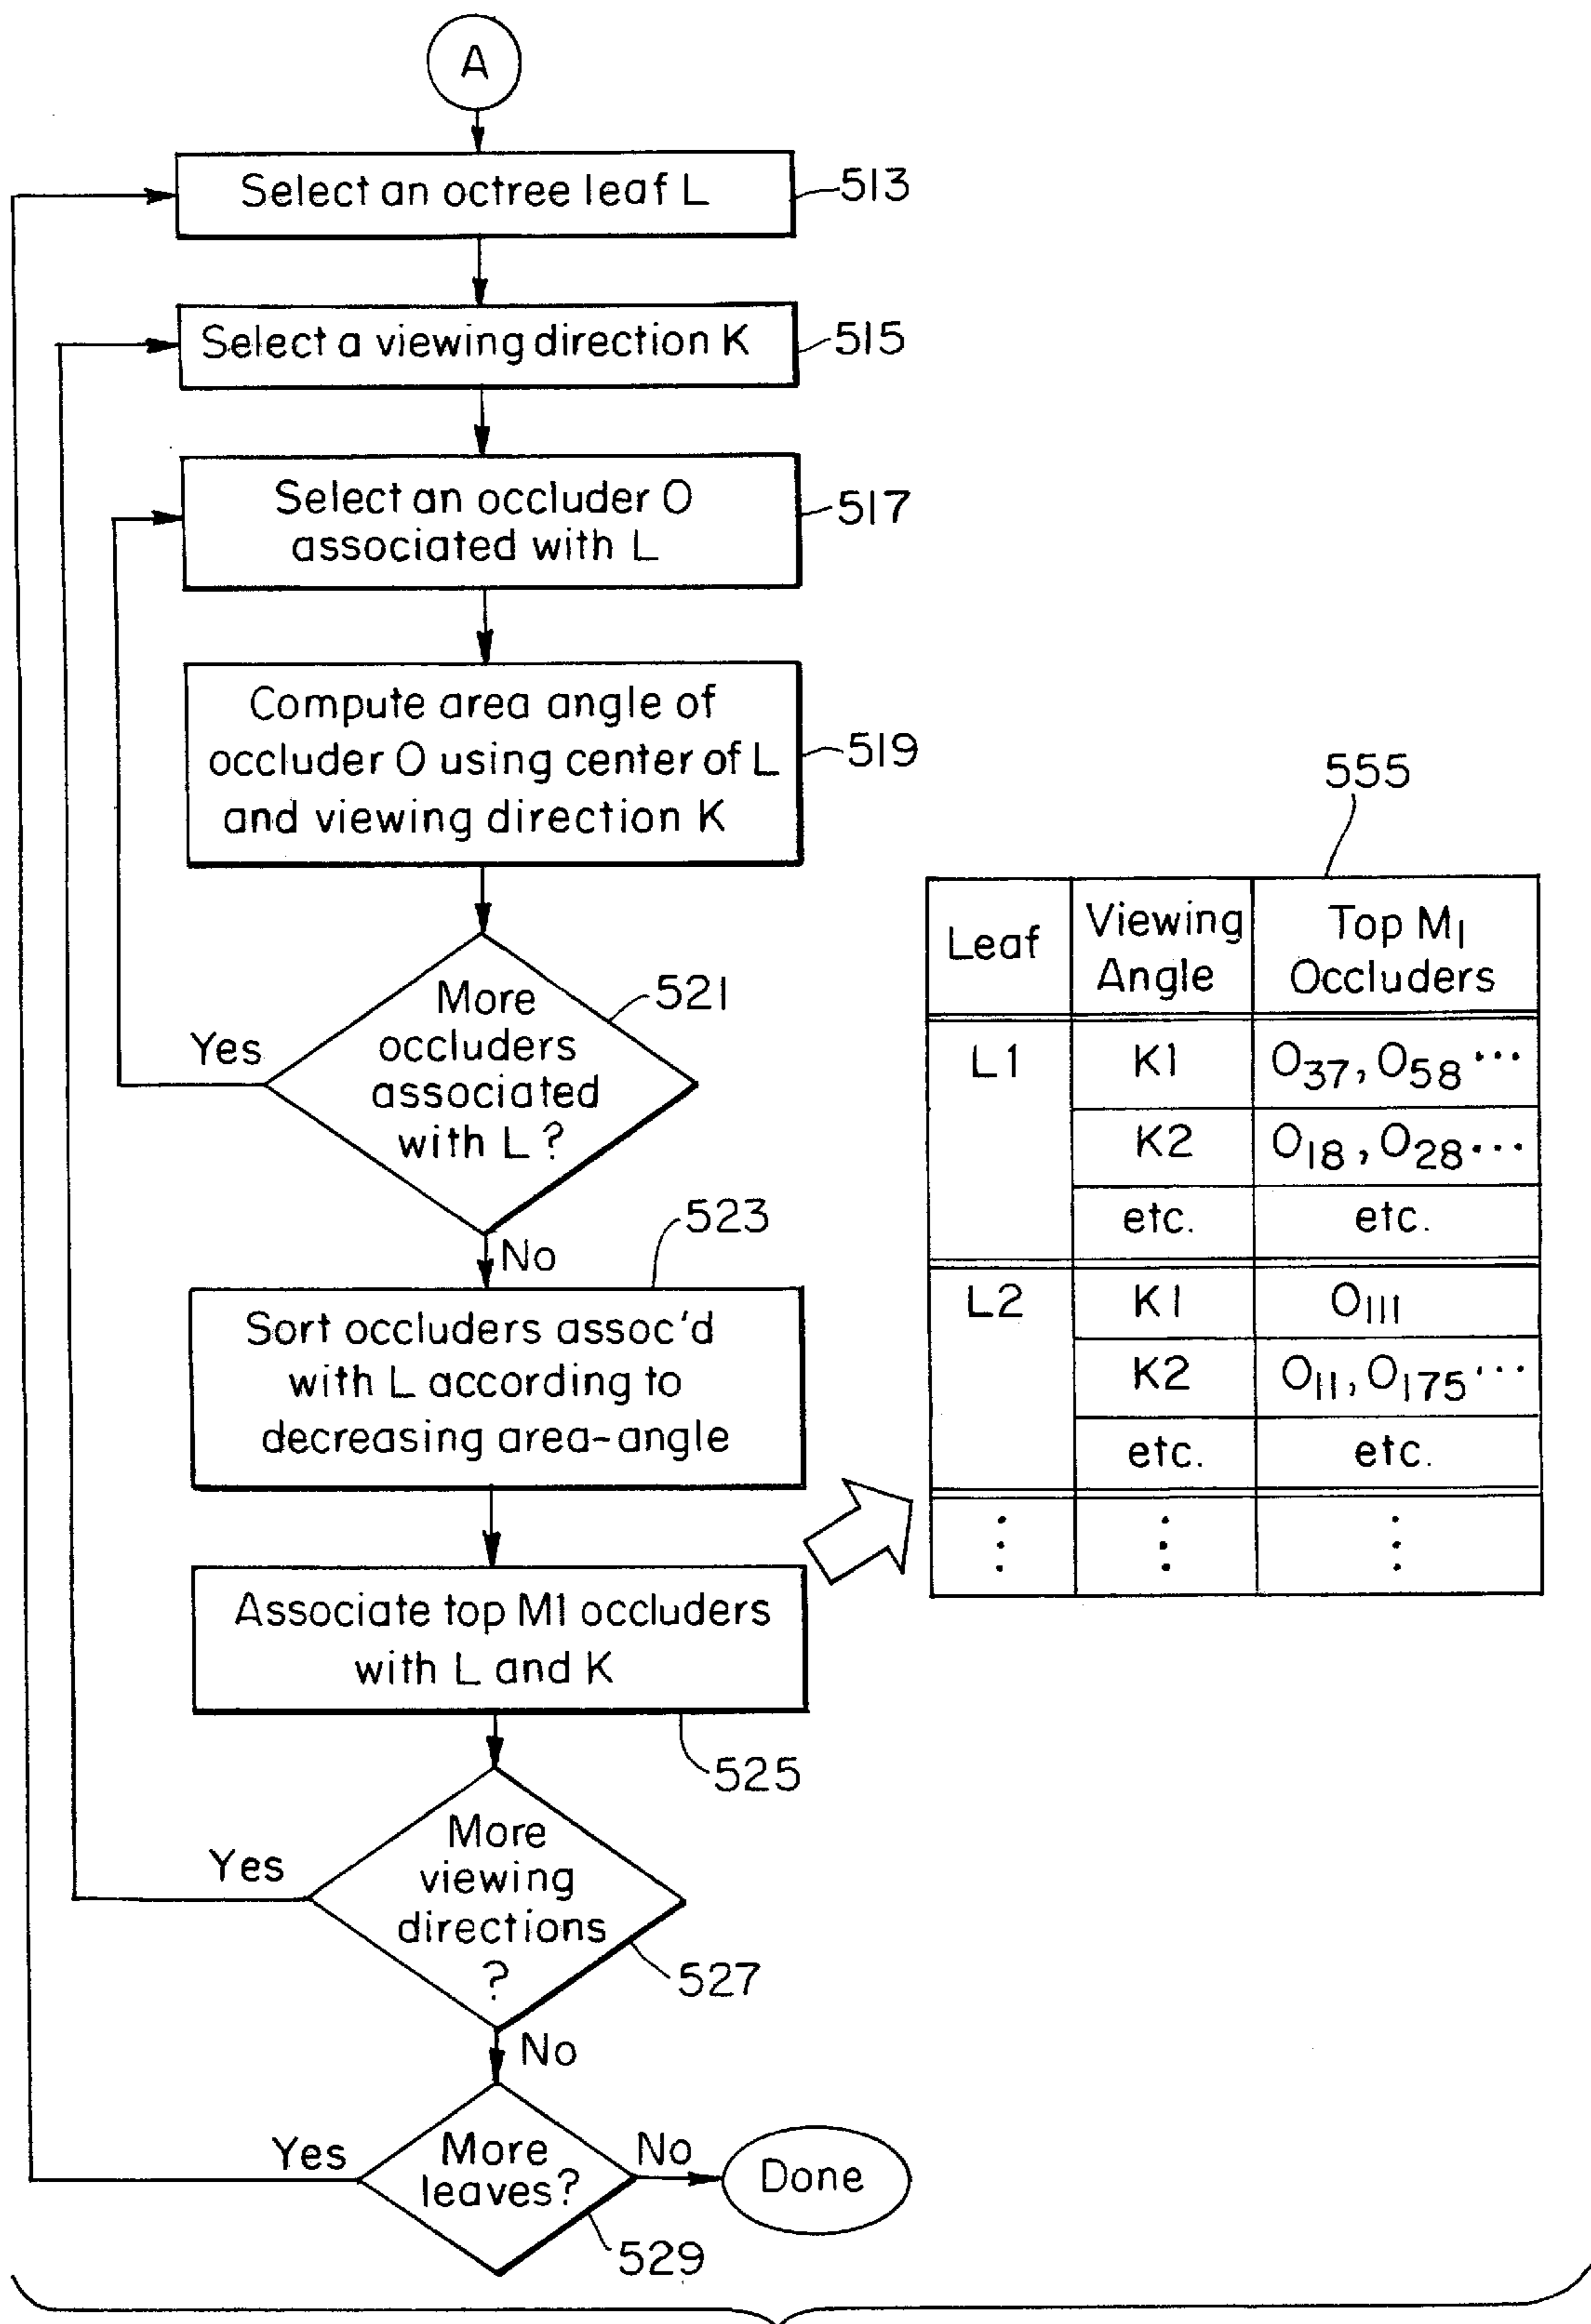 A
Select an octree leaf L
513
Select a viewing direction K
515
Select an occluder O
associated with L
517
Compute area angle of
occluder O using center of L
and viewing direction K
519
More
occluders
associated
with L?
521
Yes
No
523
Sort occluders assoc'd
with L according to
decreasing area-angle
Associate top M1 occluders
with L and K
525
More
viewing
directions
?
527
Yes
No
More
leaves?
529
Yes
No
Done
555
Leaf
Viewing
Angle
Top M1
Occluders
L1
K1
O37, O58 ...
K2
O18, O28 ...
etc.
etc.
L2
K1
O111
K2
O11, O175 ...
etc.
etc.